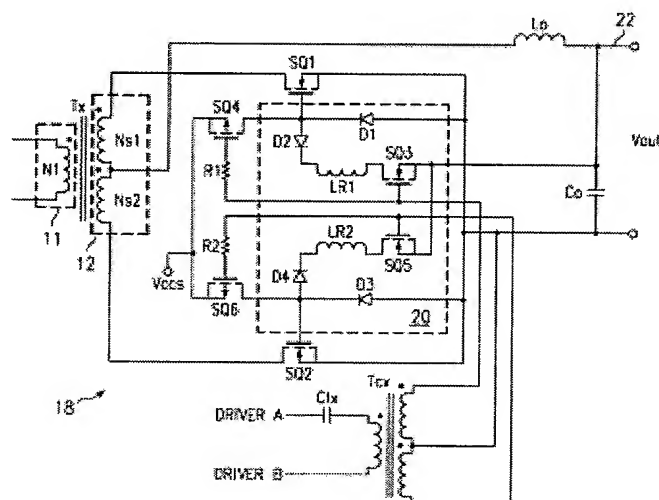 Lo
22
SQ1
Tx
SQ4
D1
Ns1
D2
SQ3
Vout
N1
R1
LR1
Co
Ns2
11
12
R2
LR2
SQ5
Vccs
D4
D3
SQ6
20
SQ2
Tcx
18
DRIVER A
C1x
DRIVER B